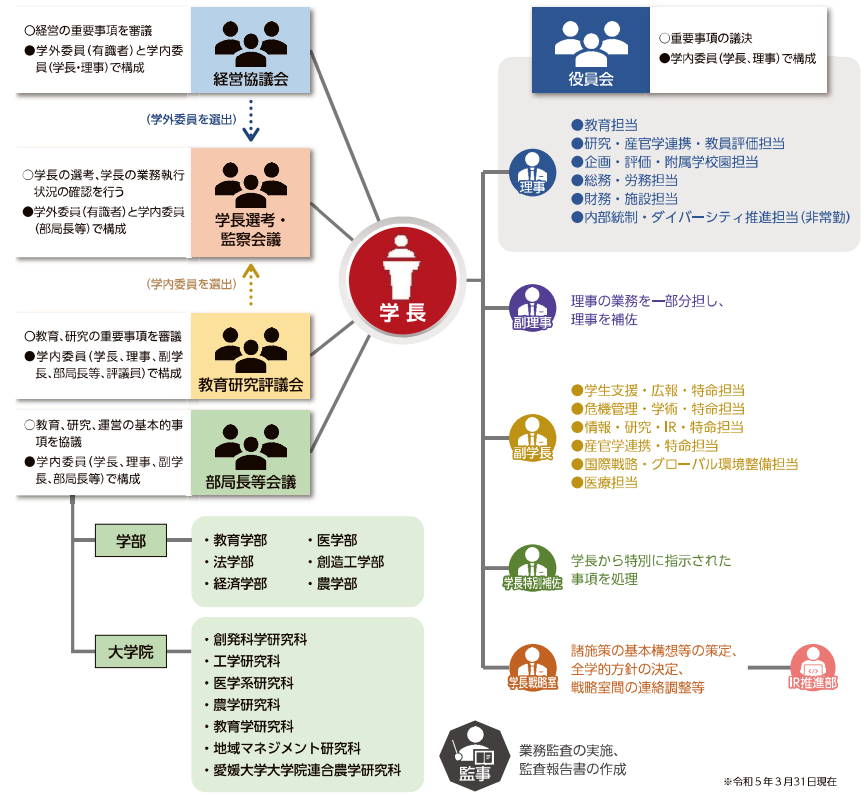 ○経営の重要事項を審議
●学外委員(有識者)と学内委
員(学長・理事)で構成
経営協議会
(学外委員を選出)
○学長の選考、学長の業務執行
状況の確認を行う
●学外委員(有識者)と学内委員
(部局長等)で構成
学長選考・
監察会議
(学内委員を選出)
○教育、研究の重要事項を審議
●学内委員(学長、理事、副学
長、部局長等、評議員)で構成
教育研究評議会
○教育、研究、運営の基本的事
項を協議
●学内委員(学長、理事、副学
長、部局長等)で構成
部局長等会議
学部
・教育学部
・法学部
・経済学部
・医学部
・創造工学部
・農学部
大学院
・創発科学研究科
・工学研究科
・医学系研究科
・農学研究科
・教育学研究科
・地域マネジメント研究科
・愛媛大学大学院連合農学研究科
学長
役員会
○重要事項の議決
●学内委員(学長、理事)で構成
理事
●教育担当
●研究・産官学連携・教員評価担当
●企画・評価・附属学校園担当
●総務・労務担当
●財務・施設担当
●内部統制・ダイバーシティ推進担当(非常勤)
副理事
理事の業務を一部分担し、
理事を補佐
副学長
●学生支援・広報・特命担当
●危機管理・学術・特命担当
●情報・研究・IR・特命担当
●産官学連携・特命担当
●国際戦略・グローバル環境整備担当
●医療担当
学長特別補佐
学長から特別に指示された
事項を処理
学長戦略室
諸施策の基本構想等の策定、
全学的方針の決定、
戦略室間の連絡調整等
IR推進部
監事
業務監査の実施、
監査報告書の作成
※令和5年3月31日現在